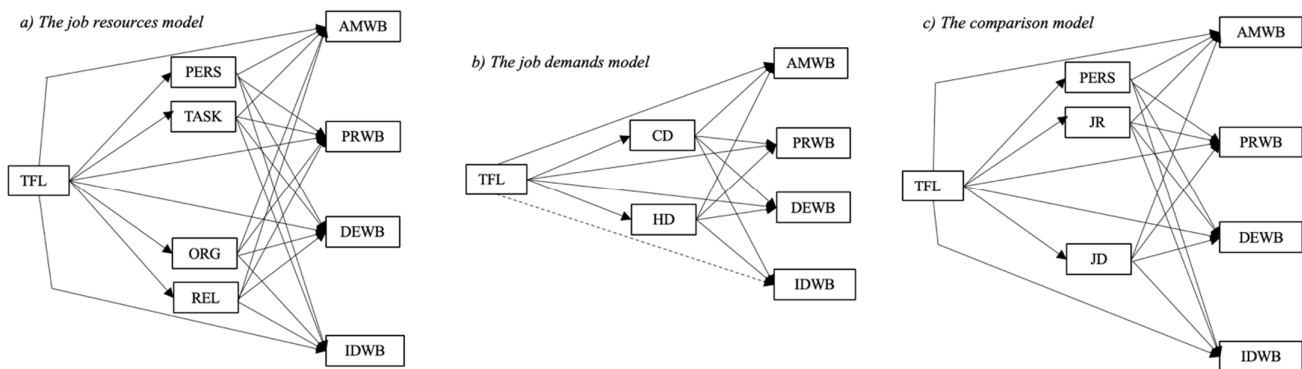 a) The job resources model
AMWB
PERS
TASK
PRWB
TFL
DEWB
ORG
REL
IDWB
b) The job demands model
AMWB
CD
PRWB
TFL
DEWB
HD
IDWB
c) The comparison model
AMWB
PERS
JR
PRWB
TFL
DEWB
JD
IDWB